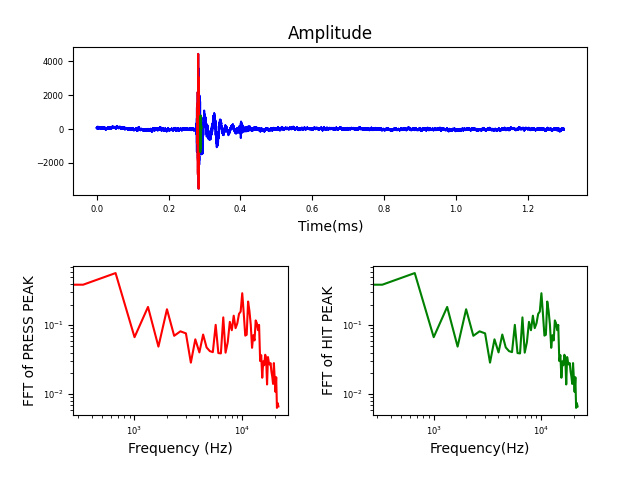 Amplitude
4000
2000
0
−2000
0.0 0.2 0.4 0.6 0.8 1.0 1.2
Time(ms)
FFT of PRESS PEAK
10⁻¹
10⁻²
10³ 10⁴
Frequency (Hz)
FFT of HIT PEAK
10⁻¹
10⁻²
10³ 10⁴
Frequency(Hz)